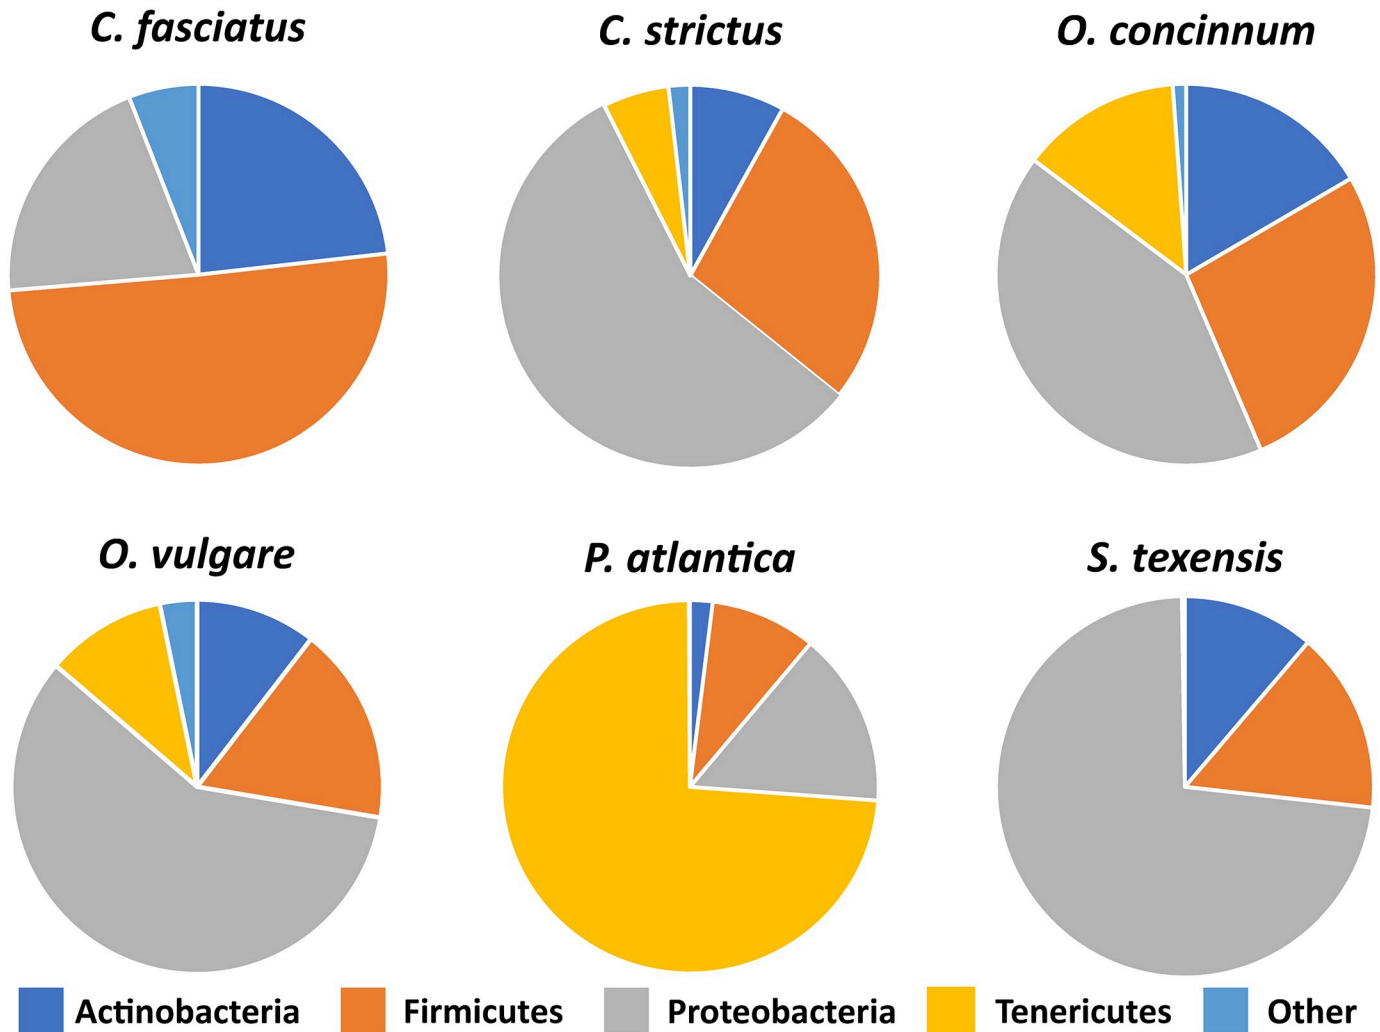 C. fasciatus
C. strictus
O. concinnum
O. vulgare
P. atlantica
S. texensis
Actinobacteria
Firmicutes
Proteobacteria
Tenericutes
Other